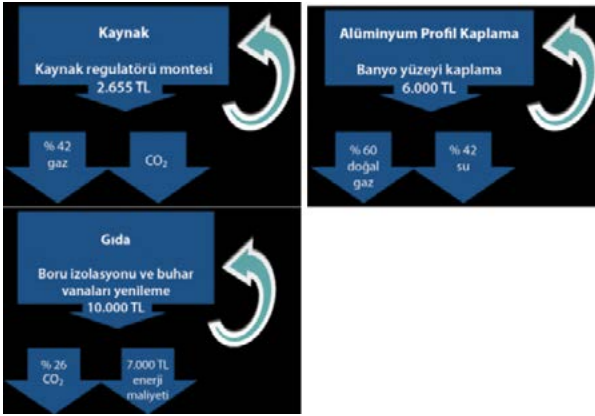 Kaynak
Kaynak regulatörü montesi
2.655 TL
% 42
gaz
CO₂
Alüminyum Profil Kaplama
Banyo yüzeyi kaplama
6.000 TL
% 60
doğal
gaz
% 42
su
Gıda
Boru izolasyonu ve buhar
vanaları yenileme
10.000 TL
% 26
CO₂
7.000 TL
enerji
maliyeti